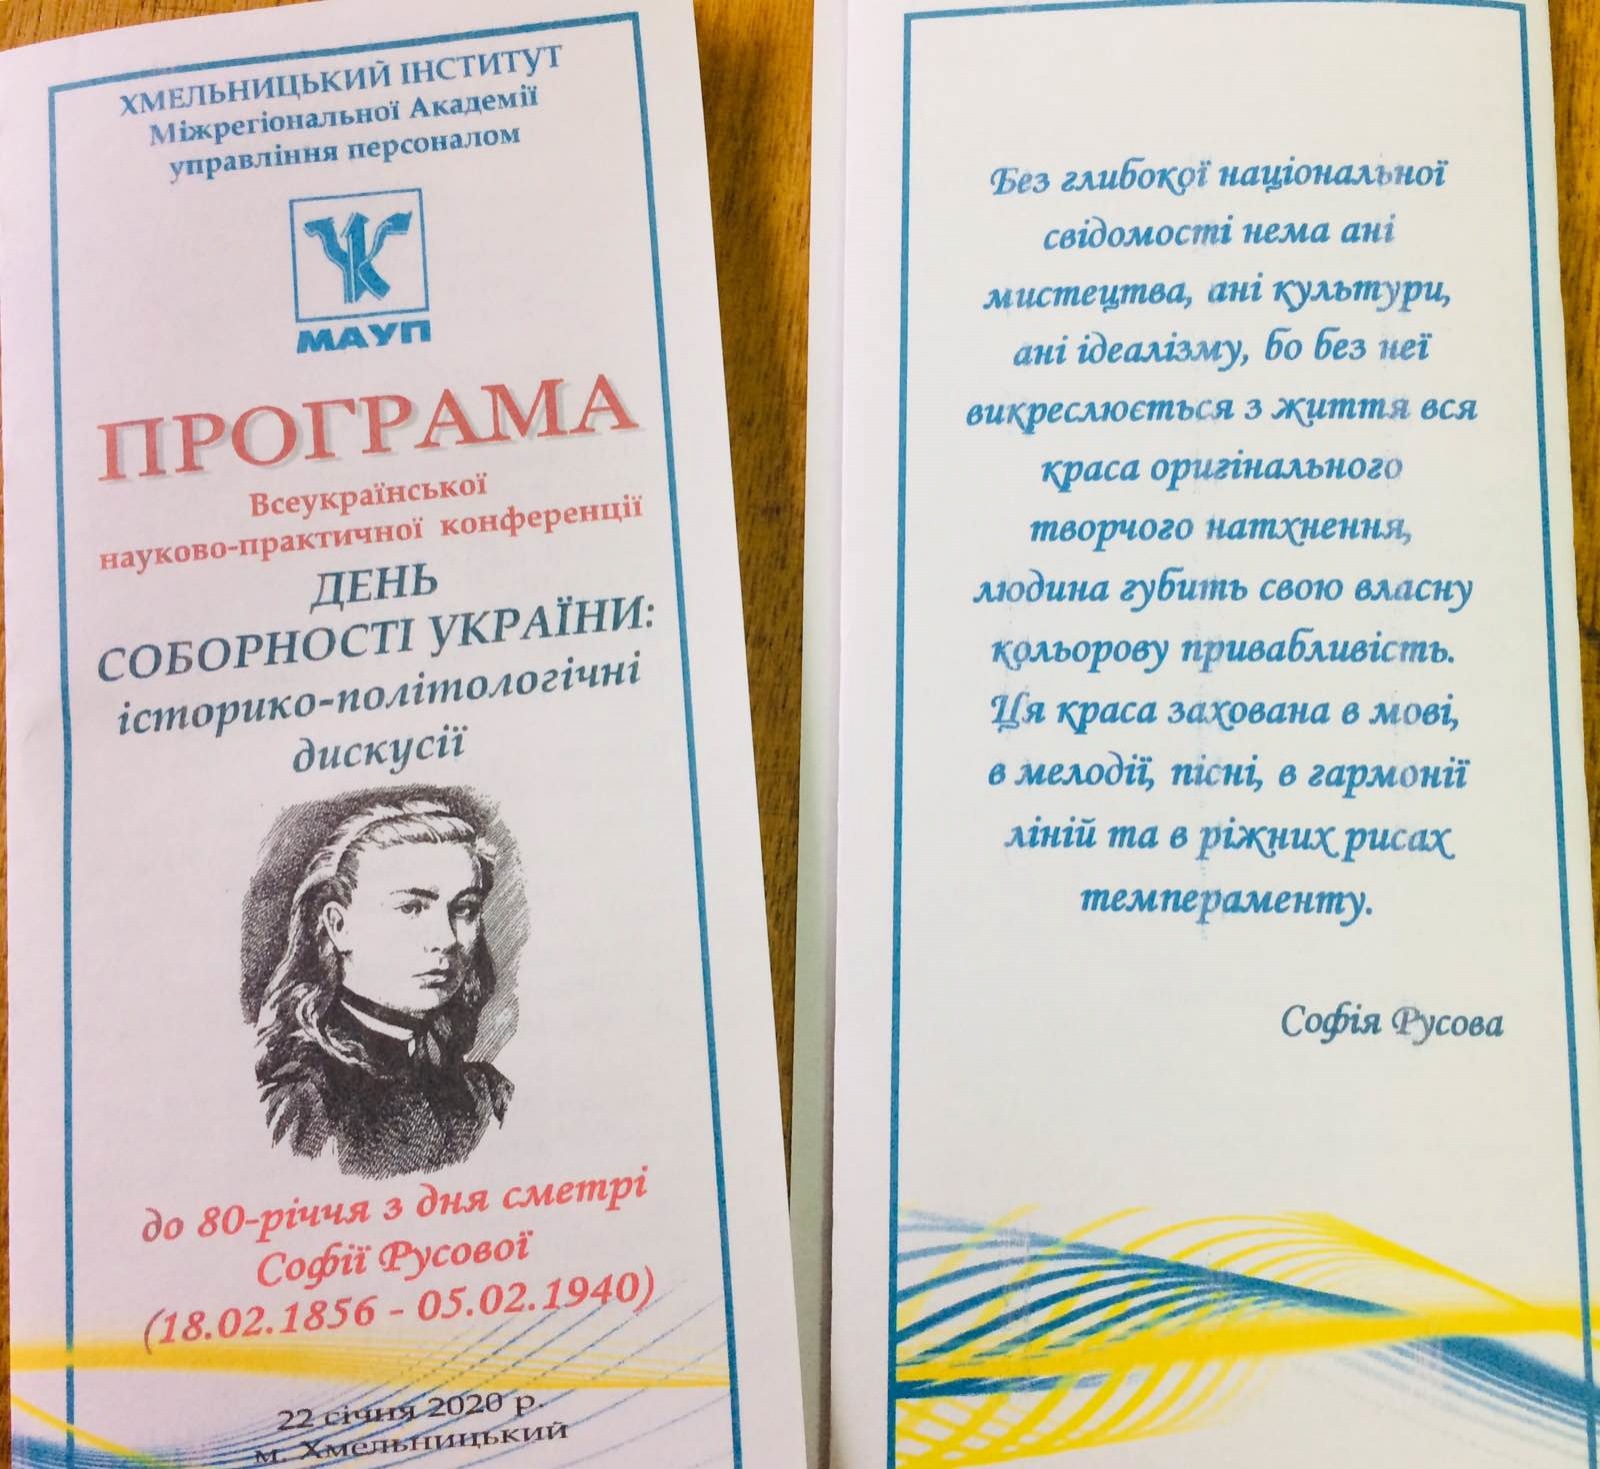 ХМЕЛЬНИЦЬКИЙ ІНСТИТУТ
Міжрегіональної Академії
управління персоналом
МАУП
ПРОГРАМА
Всеукраїнської
науково-практичної конференції
ДЕНЬ
СОБОРНОСТІ УКРАЇНИ:
історико-політологічні
дискусії
до 80-річчя з дня сметрі
Софії Русової
(18.02.1856 - 05.02.1940)
22 січня 2020 р.
м. Хмельницький
Без глибокої національної
свідомості нема ані
мистецтва, ані культури,
ані ідеалізму, бо без неї
викреслюється з життя вся
краса оригінального
творчого натхнення,
людина губить свою власну
кольорову привабливість.
Ця краса захована в мові,
в мелодії, пісні, в гармонії
ліній та в ріжних рисах
темпераменту.
Софія Русова